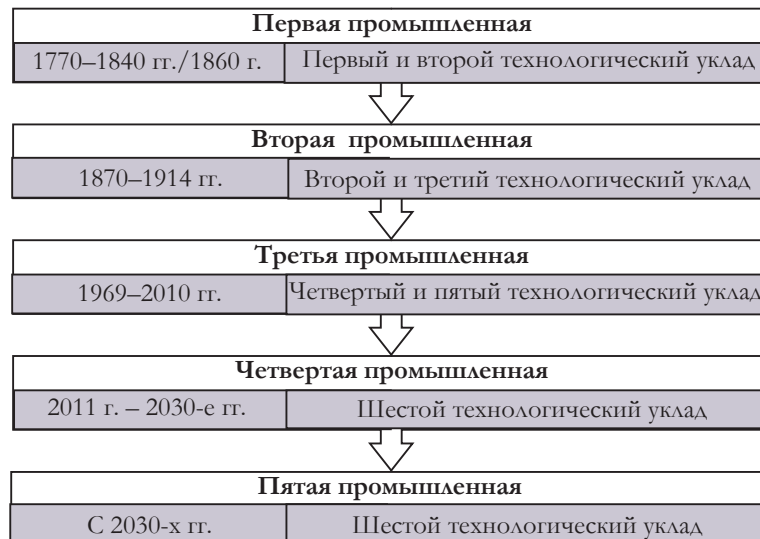 Первая промышленная
1770–1840 гг./1860 г. Первый и второй технологический уклад
Вторая промышленная
1870–1914 гг. Второй и третий технологический уклад
Третья промышленная
1969–2010 гг. Четвертый и пятый технологический уклад
Четвертая промышленная
2011 г. – 2030-е гг. Шестой технологический уклад
Пятая промышленная
С 2030-х гг. Шестой технологический уклад